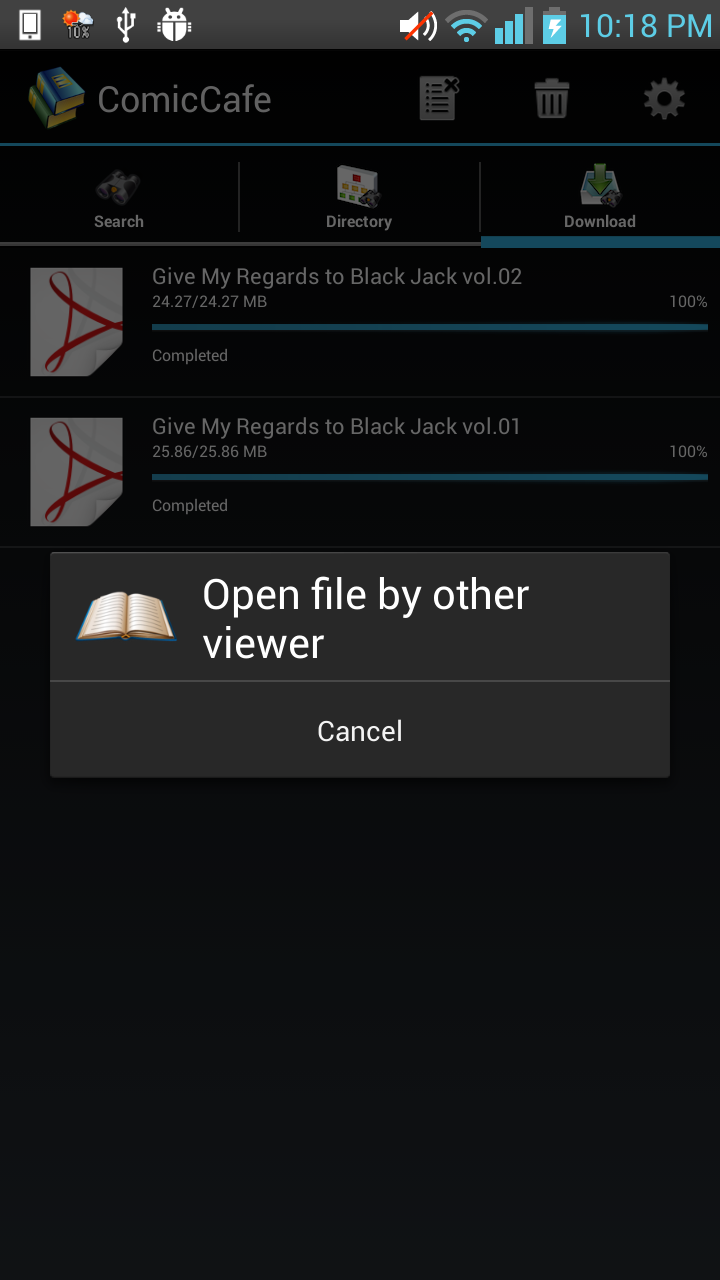 10%
10:18 PM
ComicCafe
Search
Directory
Download
Give My Regards to Black Jack vol.02
24.27/24.27 MB
100%
Completed
Give My Regards to Black Jack vol.01
25.86/25.86 MB
100%
Completed
Open file by other
viewer
Cancel